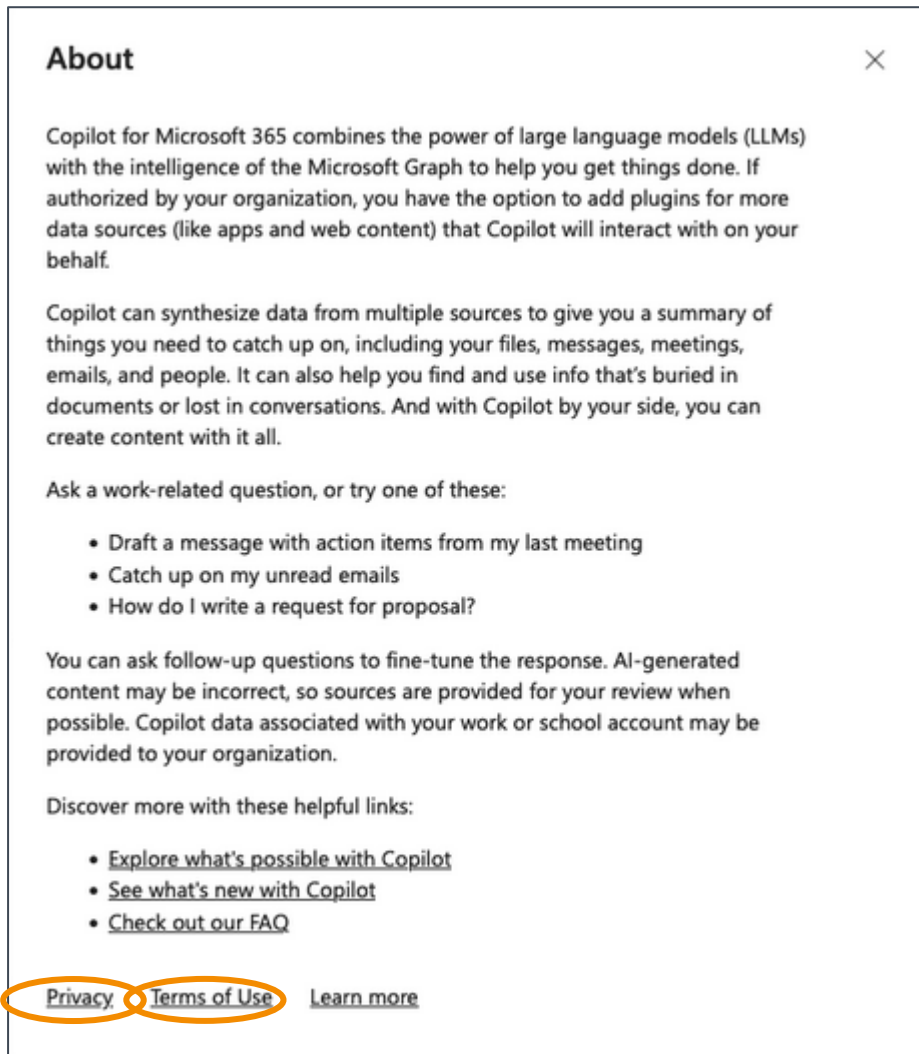 About
Copilot for Microsoft 365 combines the power of large language models (LLMs)
with the intelligence of the Microsoft Graph to help you get things done. If
authorized by your organization, you have the option to add plugins for more
data sources (like apps and web content) that Copilot will interact with on your
behalf.
Copilot can synthesize data from multiple sources to give you a summary of
things you need to catch up on, including your files, messages, meetings,
emails, and people. It can also help you find and use info that's buried in
documents or lost in conversations. And with Copilot by your side, you can
create content with it all.
Ask a work-related question, or try one of these:
• Draft a message with action items from my last meeting
• Catch up on my unread emails
• How do I write a request for proposal?
You can ask follow-up questions to fine-tune the response. AI-generated
content may be incorrect, so sources are provided for your review when
possible. Copilot data associated with your work or school account may be
provided to your organization.
Discover more with these helpful links:
• Explore what's possible with Copilot
• See what's new with Copilot
• Check out our FAQ
Privacy Terms of Use Learn more